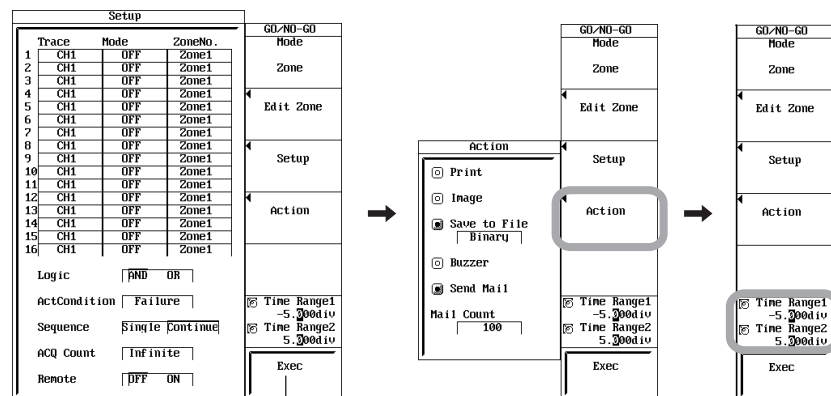 Setup
Trace Mode ZoneNo.
1 CH1 OFF Zone1
2 CH1 OFF Zone1
3 CH1 OFF Zone1
4 CH1 OFF Zone1
5 CH1 OFF Zone1
6 CH1 OFF Zone1
7 CH1 OFF Zone1
8 CH1 OFF Zone1
9 CH1 OFF Zone1
10 CH1 OFF Zone1
11 CH1 OFF Zone1
12 CH1 OFF Zone1
13 CH1 OFF Zone1
14 CH1 OFF Zone1
15 CH1 OFF Zone1
16 CH1 OFF Zone1
Logic AND OR
ActCondition Failure
Sequence Single Continue
ACQ Count Infinite
Remote OFF ON
GO/NO-GO
Mode
Zone
Edit Zone
Setup
Action
Time Range1
-5.000div
Time Range2
5.000div
Exec
Action
Print
Image
Save to File
Binary
Buzzer
Send Mail
Mail Count
100
GO/NO-GO
Mode
Zone
Edit Zone
Setup
Action
Time Range1
-5.000div
Time Range2
5.000div
Exec
GO/NO-GO
Mode
Zone
Edit Zone
Setup
Action
Time Range1
-5.000div
Time Range2
5.000div
Exec